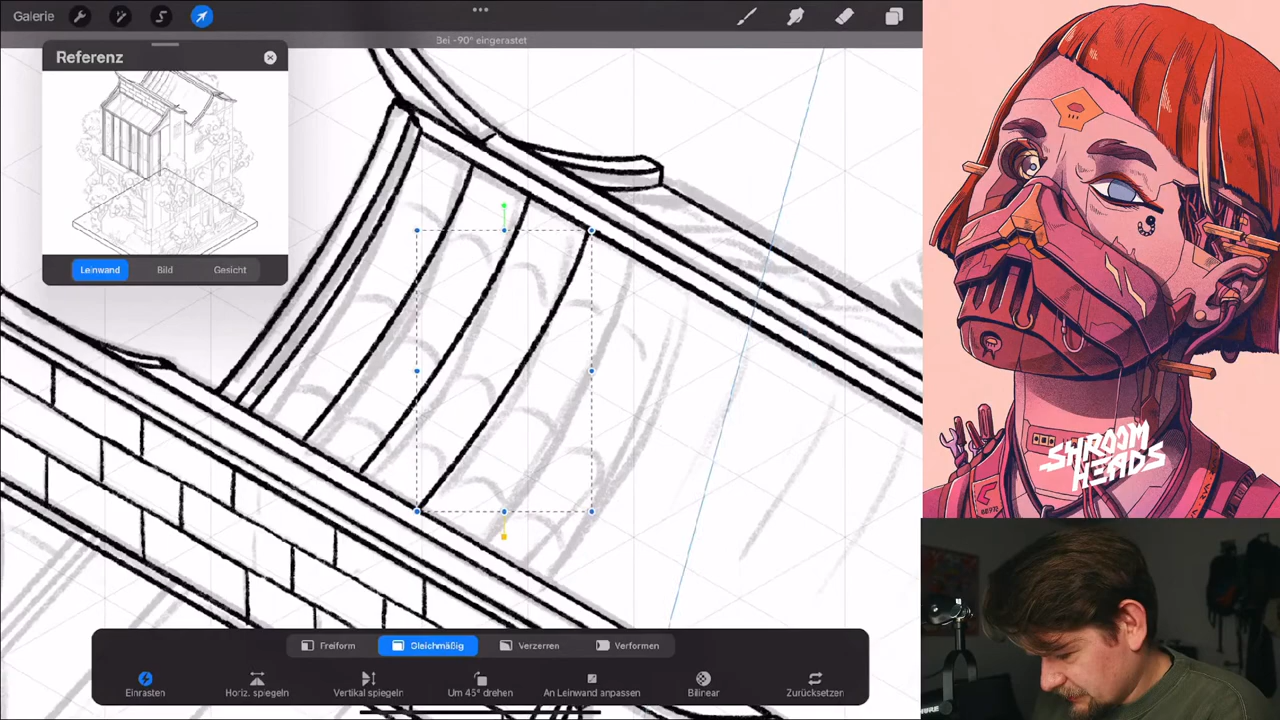 Galerie
Bei -90° eingerastet
Referenz
Leinwand
Bild
Gesicht
SHROOM
HEADS
Freiform
Gleichmäßig
Verzerren
Verformen
Einrasten
Horiz. spiegeln
Vertikal spiegeln
Um 45° drehen
An Leinwand anpassen
Bilinear
Zurücksetzen